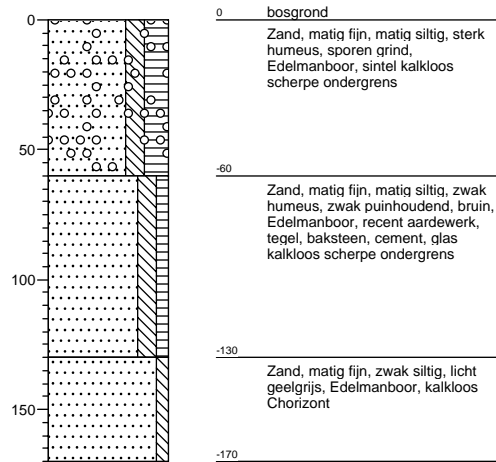 0
50
100
150
0
bosgrond
Zand, matig fijn, matig siltig, sterk
humeus, sporen grind,
Edelmanboor, sintel kalkloos
scherpe ondergrens
-60
Zand, matig fijn, matig siltig, zwak
humeus, zwak puinhoudend, bruin,
Edelmanboor, recent aardewerk,
tegel, baksteen, cement, glas
kalkloos scherpe ondergrens
-130
Zand, matig fijn, zwak siltig, licht
geelgrijs, Edelmanboor, kalkloos
Chorizont
-170